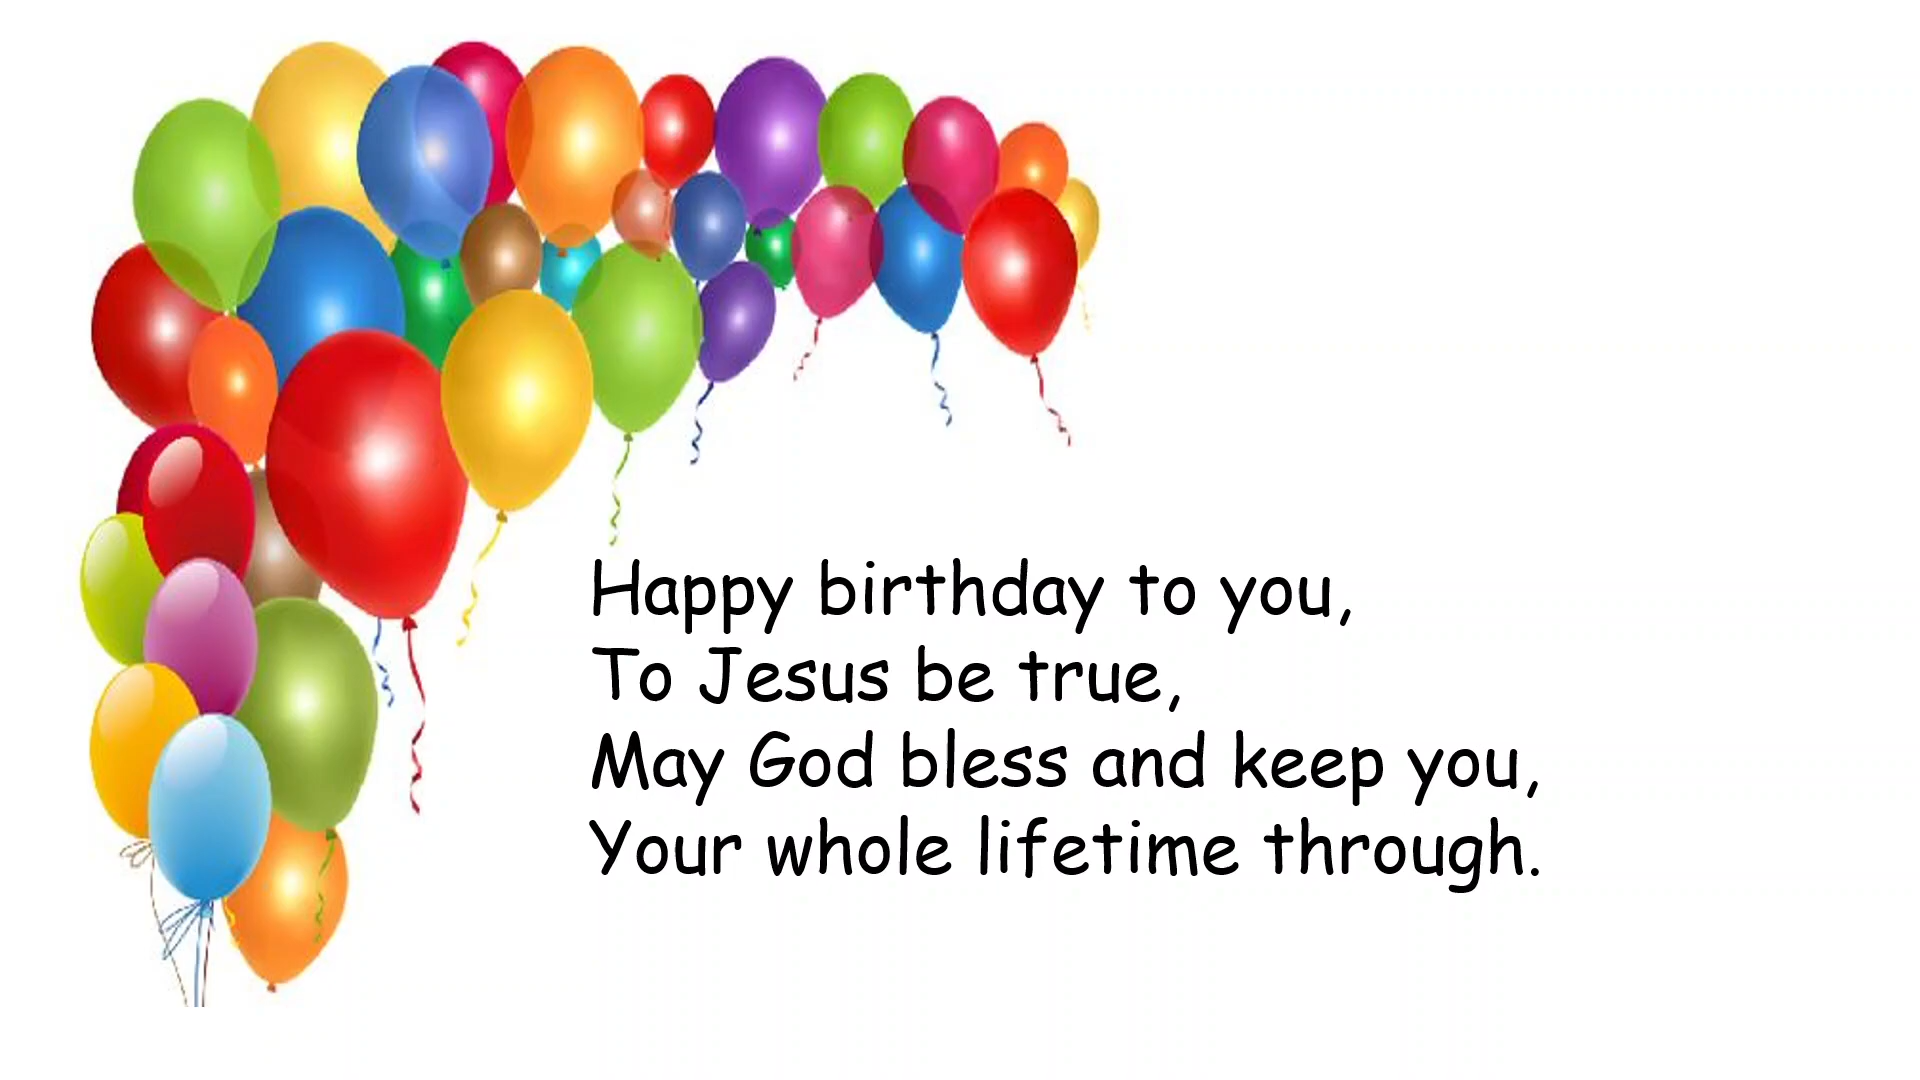 Happy birthday to you,
To Jesus be true,
May God bless and keep you,
Your whole lifetime through.